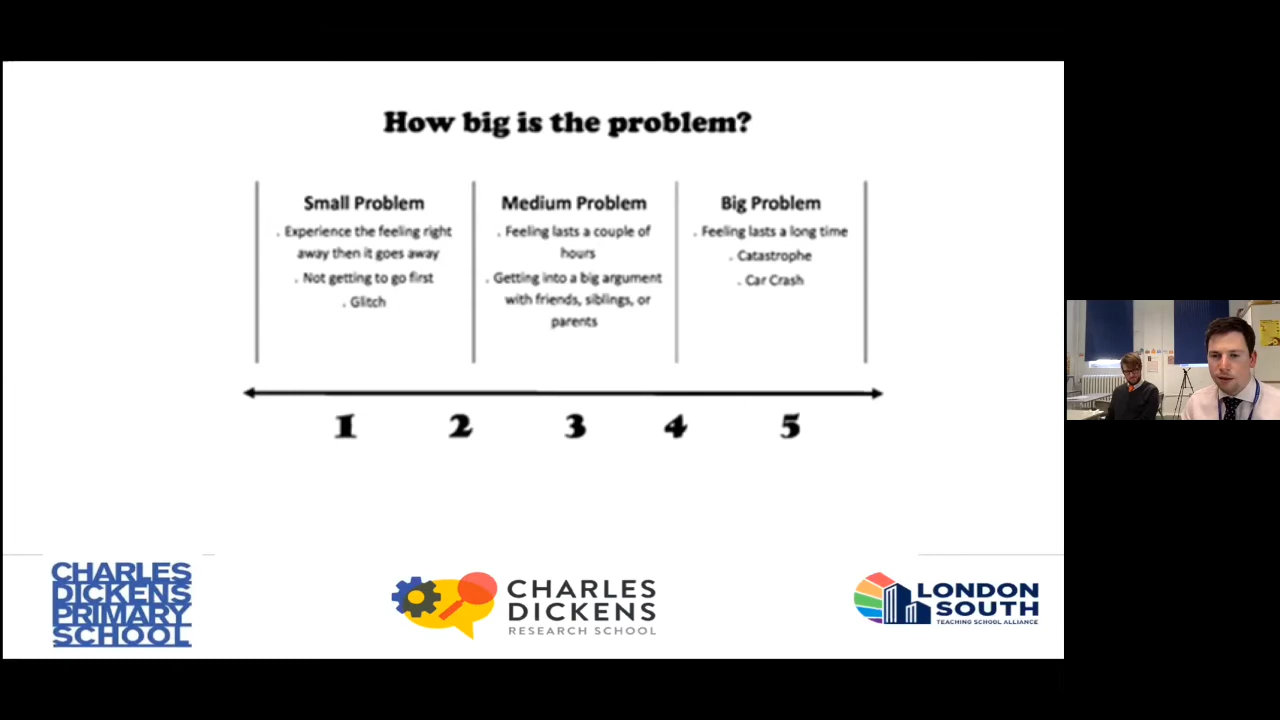 How big is the problem?
Small Problem
. Experience the feeling right
away then it goes away
. Not getting to go first
. Glitch
Medium Problem
. Feeling lasts a couple of
hours
. Getting into a big argument
with friends, siblings, or
parents
Big Problem
. Feeling lasts a long time
. Catastrophe
. Car Crash
1 2 3 4 5
CHARLES
DICKENS
PRIMARY
SCHOOL
CHARLES
DICKENS
RESEARCH SCHOOL
LONDON
SOUTH
TEACHING SCHOOL ALLIANCE